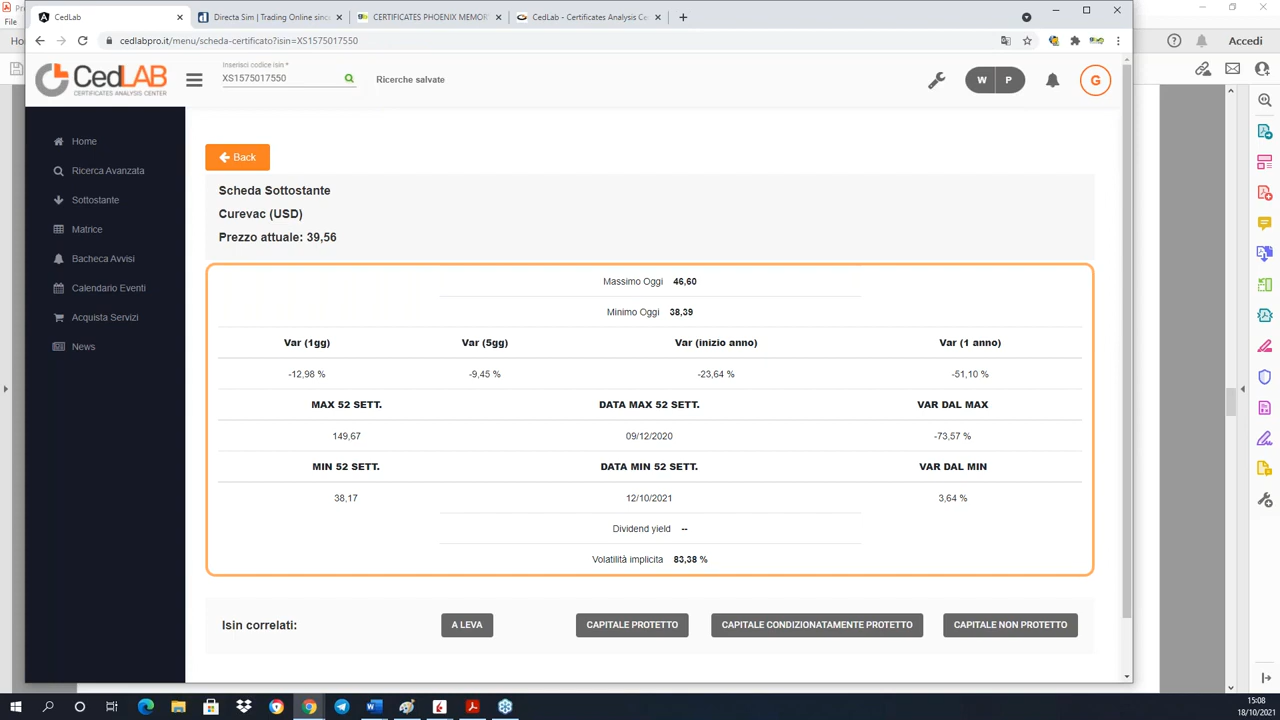 CedLab
Directa Sim | Trading Online sinc
CERTIFICATES PHOENIX MEMOR
CedLab - Certificates Analysis Ce
File
cedlabpro.it/menu/scheda-certificato?isin=XS1575017550
Accedi
CedLAB
CERTIFICATES ANALYSIS CENTER
Inserisci codice isin *
XS1575017550
Ricerche salvate
W
P
G
Home
Ricerca Avanzata
Sottostante
Matrice
Bacheca Avvisi
Calendario Eventi
Acquista Servizi
News
Back
Scheda Sottostante
Curevac (USD)
Prezzo attuale: 39,56
Massimo Oggi 46,60
Minimo Oggi 38,39
Var (1gg) Var (5gg) Var (inizio anno) Var (1 anno)
-12,98 % -9,45 % -23,64 % -51,10 %
MAX 52 SETT. DATA MAX 52 SETT. VAR DAL MAX
149,67 09/12/2020 -73,57 %
MIN 52 SETT. DATA MIN 52 SETT. VAR DAL MIN
38,17 12/10/2021 3,64 %
Dividend yield --
Volatilità implicita 83,38 %
Isin correlati: A LEVA CAPITALE PROTETTO CAPITALE CONDIZIONATAMENTE PROTETTO CAPITALE NON PROTETTO
15:08
18/10/2021